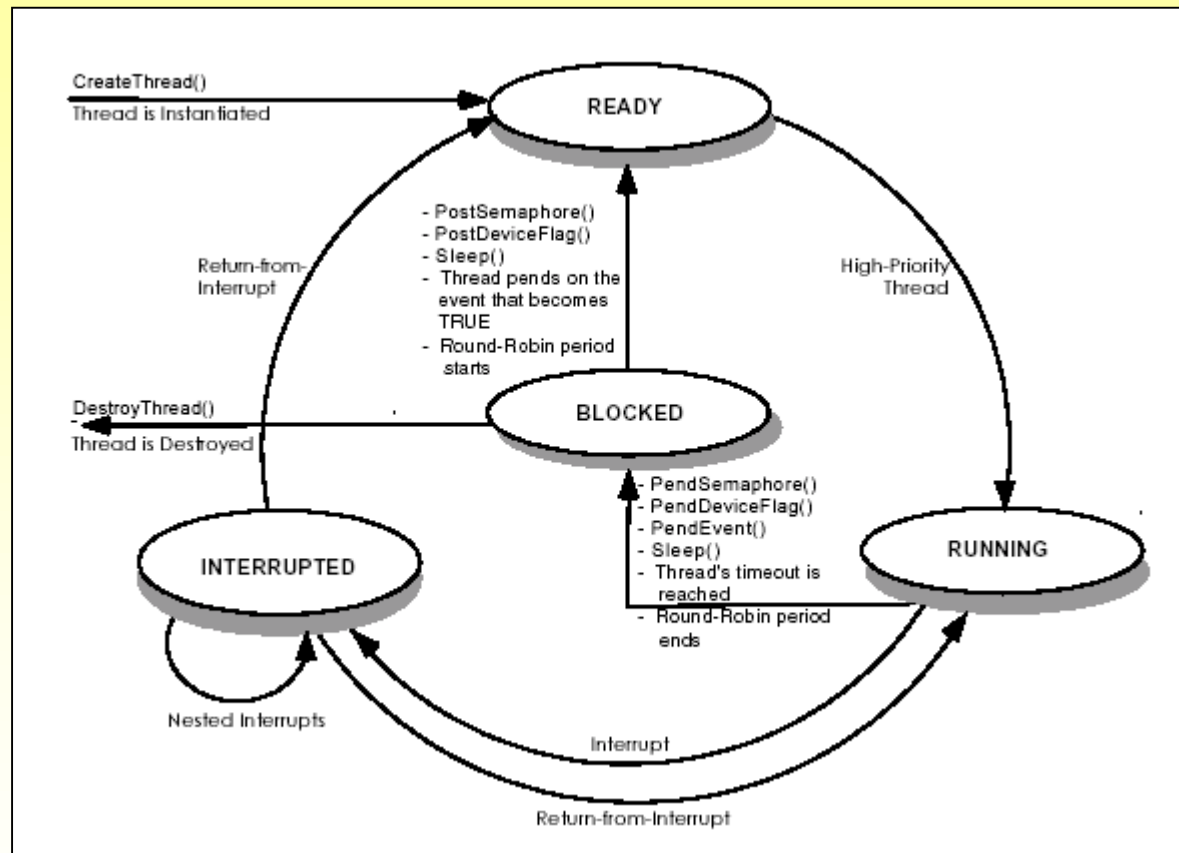 CreateThread()
Thread is Instantiated
READY
- PostSemaphore()
- PostDeviceFlag()
- Sleep()
- Thread pends on the
event that becomes
TRUE
- Round-Robin period
starts
Return-from-
Interrupt
High-Priority
Thread
DestroyThread()
Thread is Destroyed
BLOCKED
- PendSemaphore()
- PendDeviceFlag()
- PendEvent()
- Sleep()
- Thread's timeout is
reached
- Round-Robin period
ends
INTERRUPTED
RUNNING
Nested Interrupts
Interrupt
Return-from-Interrupt